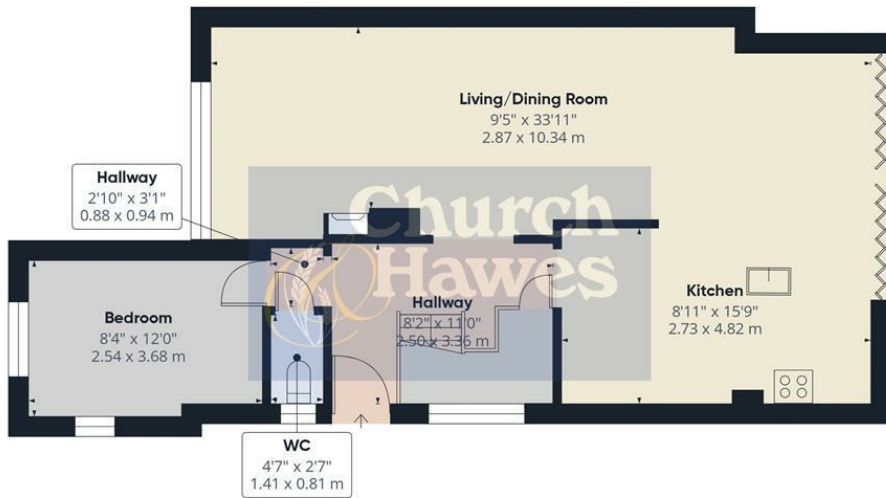 Living/Dining Room
9'5" x 33'11"
2.87 x 10.34 m
Hallway
2'10" x 3'1"
0.88 x 0.94 m
Church
Hawes
Bedroom
8'4" x 12'0"
2.54 x 3.68 m
Hallway
8'2" x 11'0"
2.50 x 3.36 m
Kitchen
8'11" x 15'9"
2.73 x 4.82 m
WC
4'7" x 2'7"
1.41 x 0.81 m